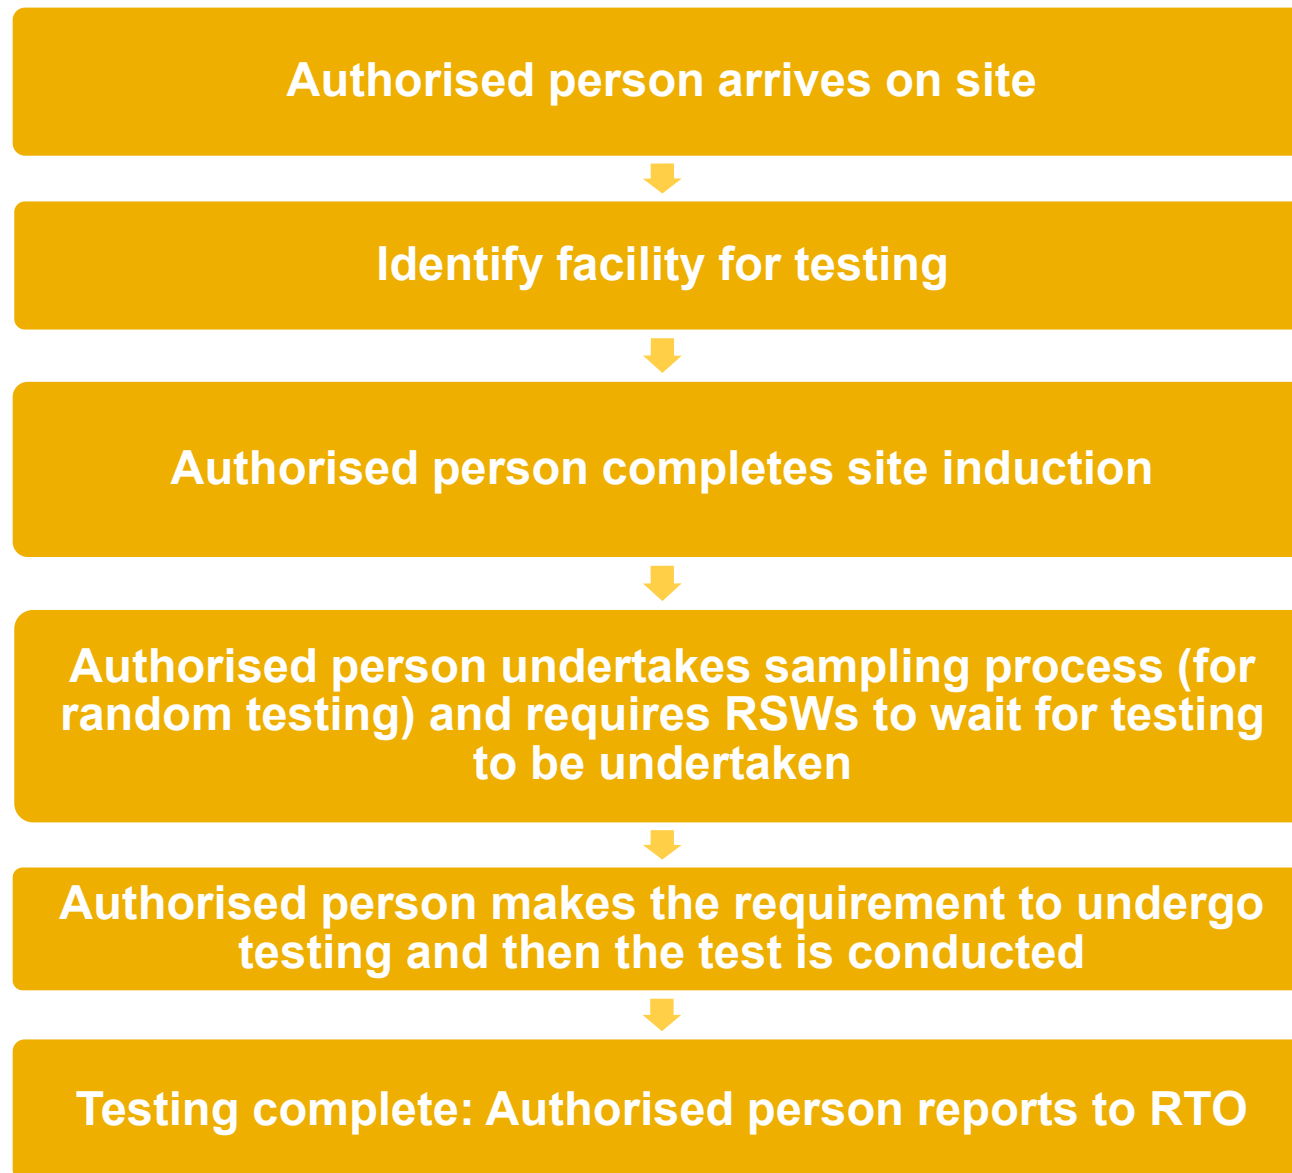 Authorised person arrives on site
Identify facility for testing
Authorised person completes site induction
Authorised person undertakes sampling process (for
random testing) and requires RSWs to wait for testing
to be undertaken
Authorised person makes the requirement to undergo
testing and then the test is conducted
Testing complete: Authorised person reports to RTO